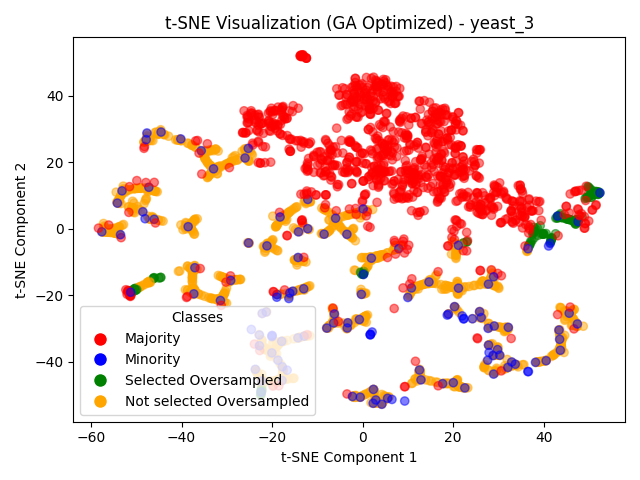 t-SNE Visualization (GA Optimized) - yeast_3
t-SNE Component 2
40
20
0
−20
−40
Classes
Majority
Minority
Selected Oversampled
Not selected Oversampled
−60
−40
−20
0
20
40
t-SNE Component 1